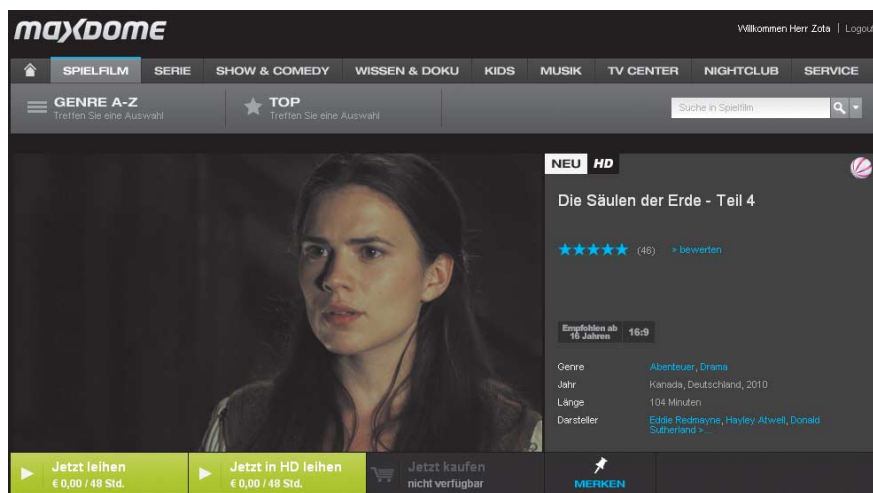 maxdome
Willkommen Herr Zota | Logout
SPIELFILM SERIE SHOW & COMEDY WISSEN & DOKU KIDS MUSIK TV CENTER NIGHTCLUB SERVICE
GENRE A-Z
Treffen Sie eine Auswahl
TOP
Treffen Sie eine Auswahl
Suche in Spielfilm
NEU HD
Die Säulen der Erde - Teil 4
(46) » bewerten
Empfohlen ab
16 Jahren
16:9
Genre Abenteuer, Drama
Jahr Kanada, Deutschland, 2010
Länge 104 Minuten
Darsteller Eddie Redmayne, Hayley Atwell, Donald
Sutherland »...
Jetzt leihen
€ 0,00 / 48 Std.
Jetzt in HD leihen
€ 0,00 / 48 Std.
Jetzt kaufen
nicht verfügbar
MERKEN